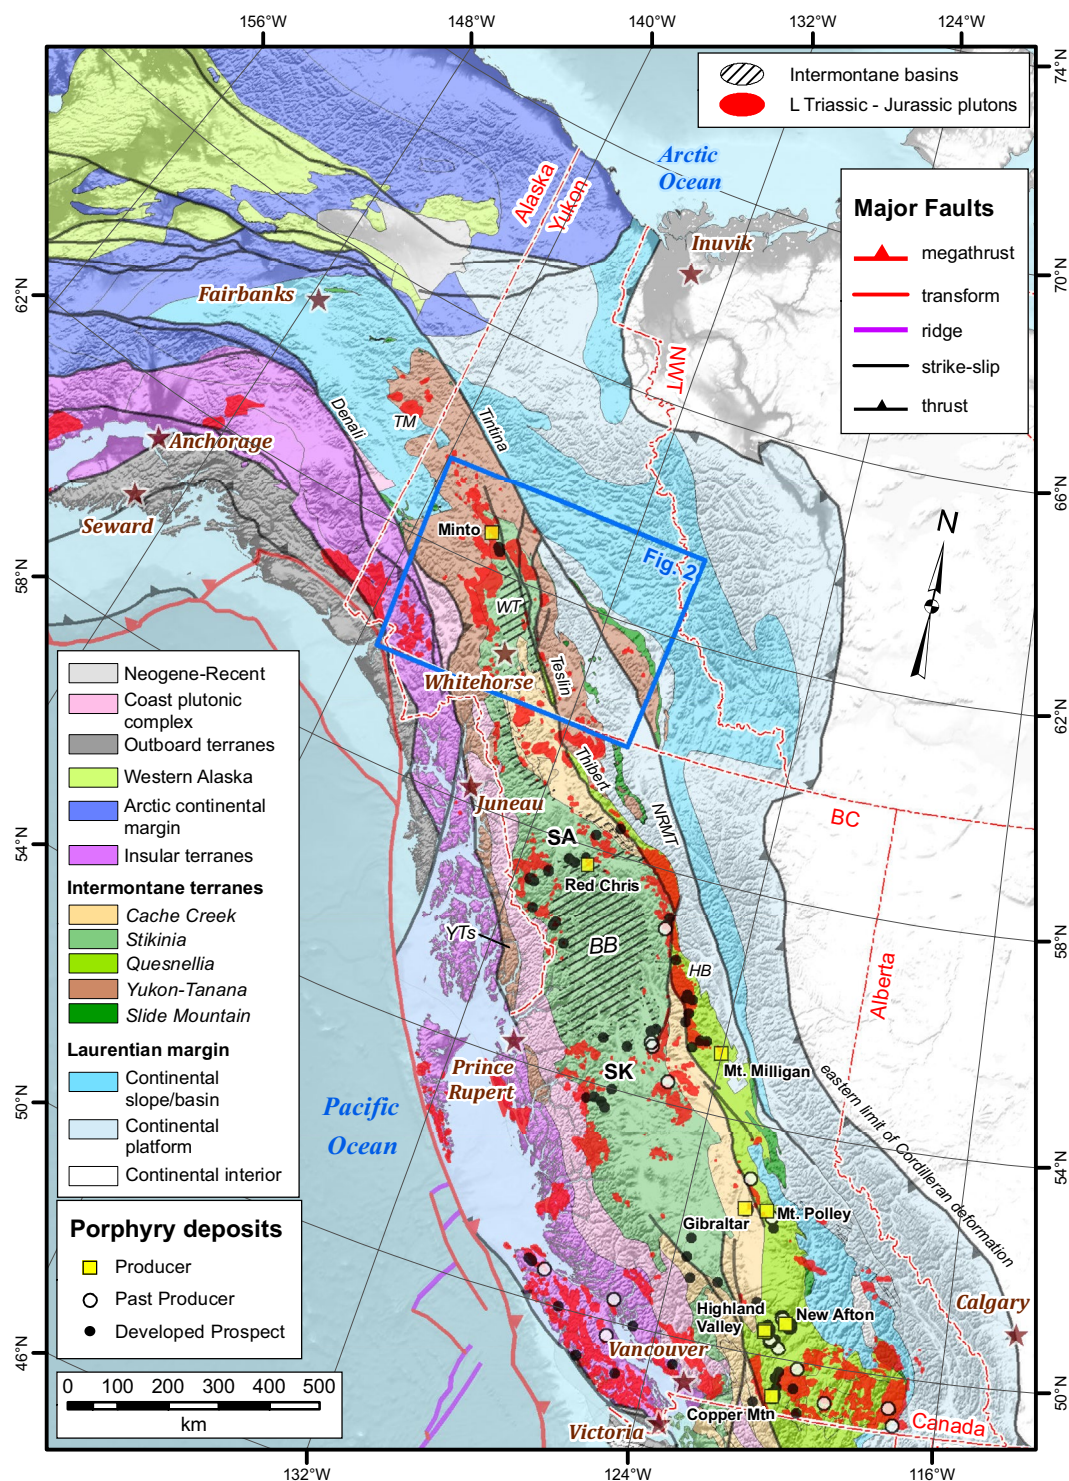 156°W
148°W
140°W
132°W
124°W
74°N
70°N
66°N
62°N
58°N
54°N
50°N
62°N
58°N
54°N
50°N
46°N
132°W
124°W
116°W
Intermontane basins
L Triassic - Jurassic plutons
Major Faults
megathrust
transform
ridge
strike-slip
thrust
Arctic
Ocean
Alaska
Yukon
Inuvik
Fairbanks
NWT
Denali
TM
Tintina
Anchorage
Seward
Minto
Fig. 2
N
WT
Whitehorse
Teslin
Juneau
Thibert
NRMT
BC
SA
Red Chris
YTs
BB
HB
Alberta
Prince
Rupert
SK
Mt. Milligan
eastern limit of Cordilleran deformation
Pacific
Ocean
Gibraltar
Mt. Polley
Highland
Valley
New Afton
Calgary
Vancouver
Copper Mtn
Victoria
Canada
Neogene-Recent
Coast plutonic
complex
Outboard terranes
Western Alaska
Arctic continental
margin
Insular terranes
Intermontane terranes
Cache Creek
Stikinia
Quesnellia
Yukon-Tanana
Slide Mountain
Laurentian margin
Continental
slope/basin
Continental
platform
Continental interior
Porphyry deposits
Producer
Past Producer
Developed Prospect
0 100 200 300 400 500
km